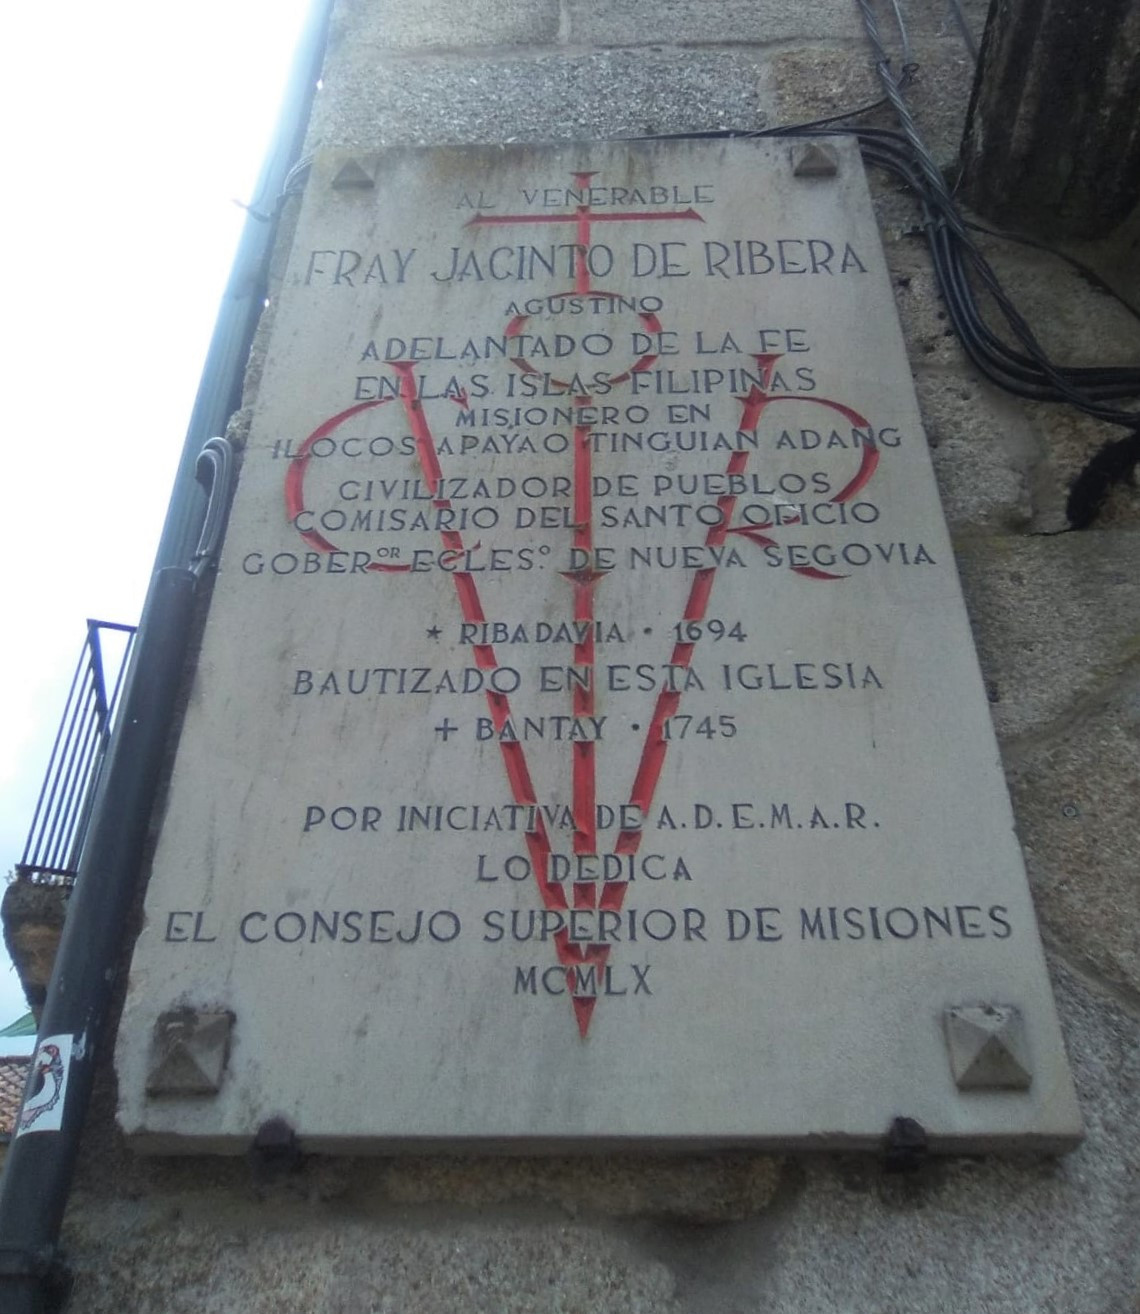 AL VENERABLE
FRAY JACINTO DE RIBERA
AGUSTINO
ADELANTADO DE LA FE
EN LAS ISLAS FILIPINAS
MISIONERO EN
ILOCOS APAYAO TINGUIAN ADANG
CIVILIZADOR DE PUEBLOS
COMISARIO DEL SANTO OFICIO
GOBER.OR ECLES.º DE NUEVA SEGOVIA
* RIBADAVIA · 1694
BAUTIZADO EN ESTA IGLESIA
+ BANTAY · 1745
POR INICIATIVA DE A.D.E.M.A.R.
LO DEDICA
EL CONSEJO SUPERIOR DE MISIONES
MCMLX